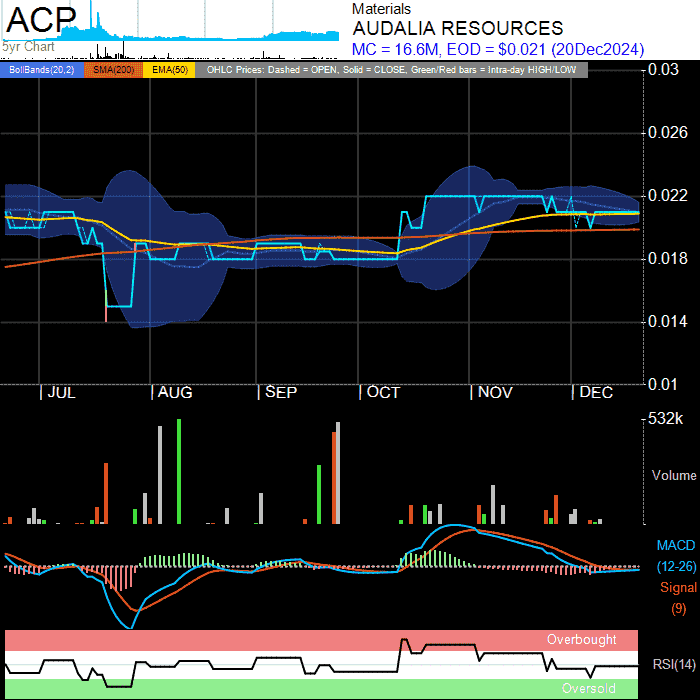 ACP
5yr Chart
Materials
AUDALIA RESOURCES
MC = 16.6M, EOD = $0.021 (20Dec2024)
BollBands(20,2) SMA(200) EMA(50) OHLC Prices: Dashed = OPEN, Solid = CLOSE, Green/Red bars = Intra-day HIGH/LOW
0.03
0.026
0.022
0.018
0.014
0.01
JUL AUG SEP OCT NOV DEC
532k
Volume
MACD
(12-26)
Signal
(9)
Overbought
RSI(14)
Oversold